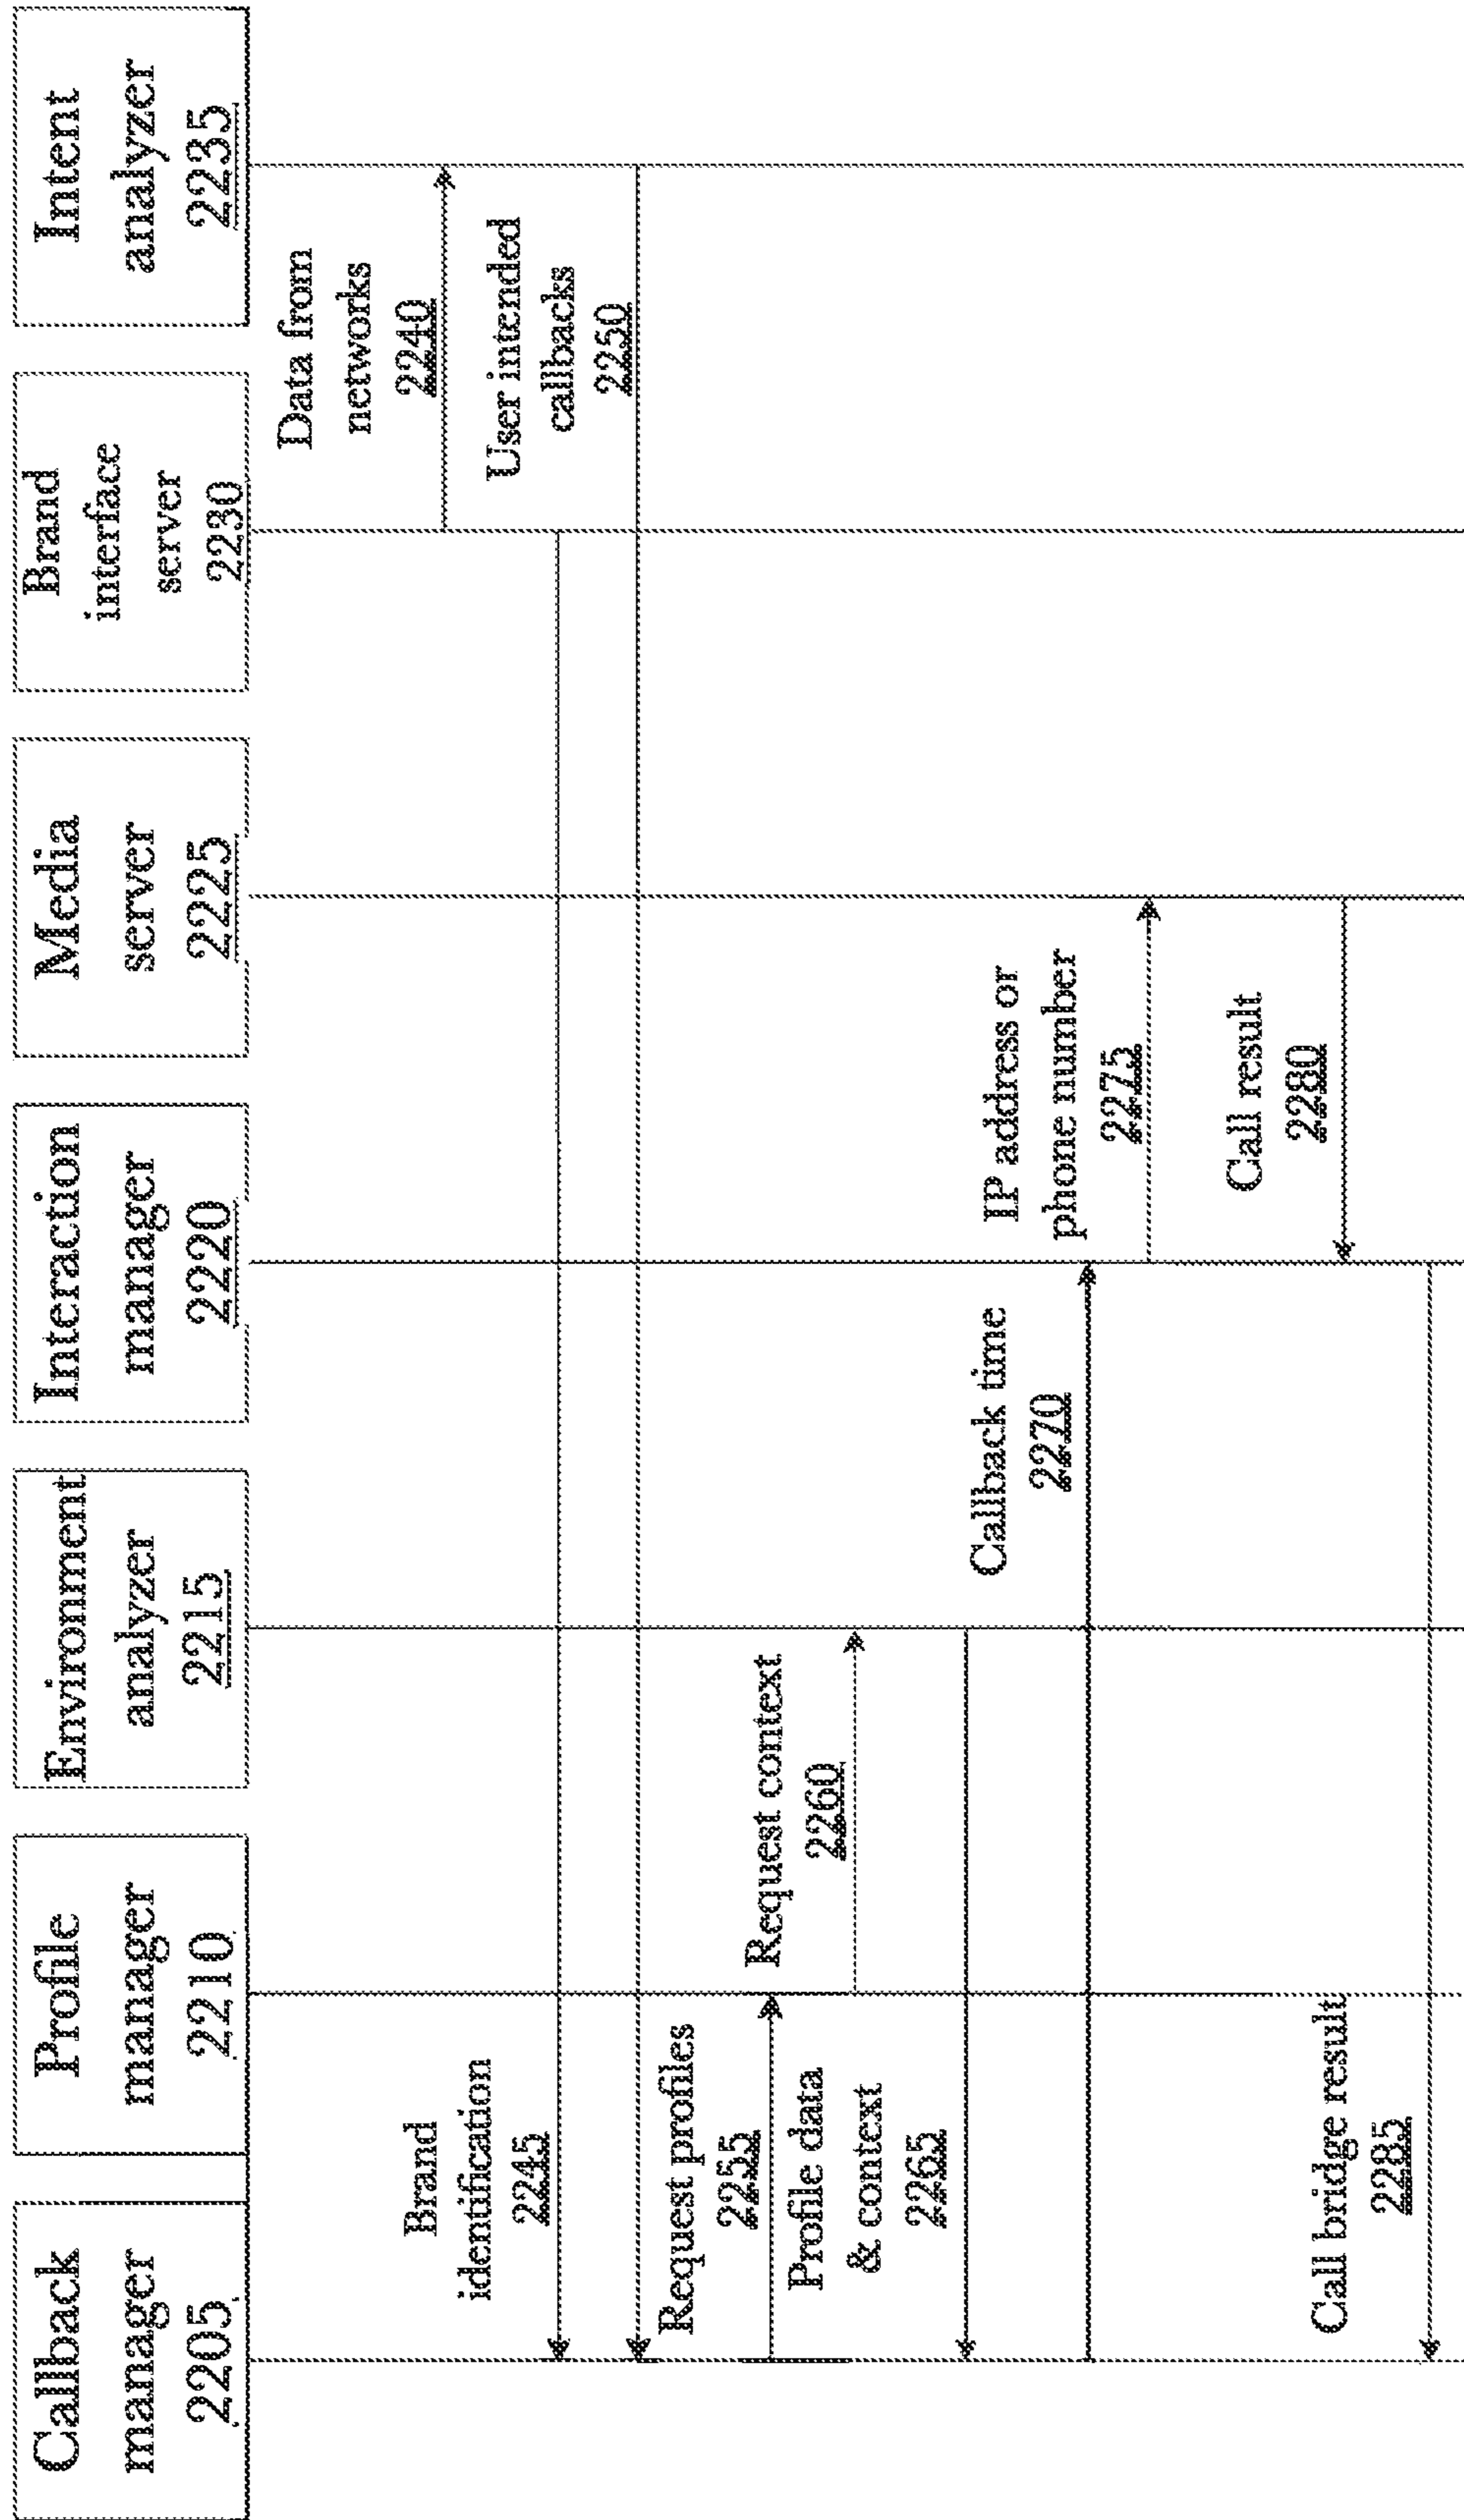 Callback
manager
2205
Profile
manager
2210
Environment
analyzer
2215
Interaction
manager
2220
Media
server
2225
Brand
interface
server
2230
Intent
analyzer
2235
Data from
networks
2240
Brand
identification
2245
User intended
callbacks
2250
Request profiles
2255
Request context
2260
Profile data
& context
2265
Callback time
2270
IP address or
phone number
2275
Call result
2280
Call bridge result
2285